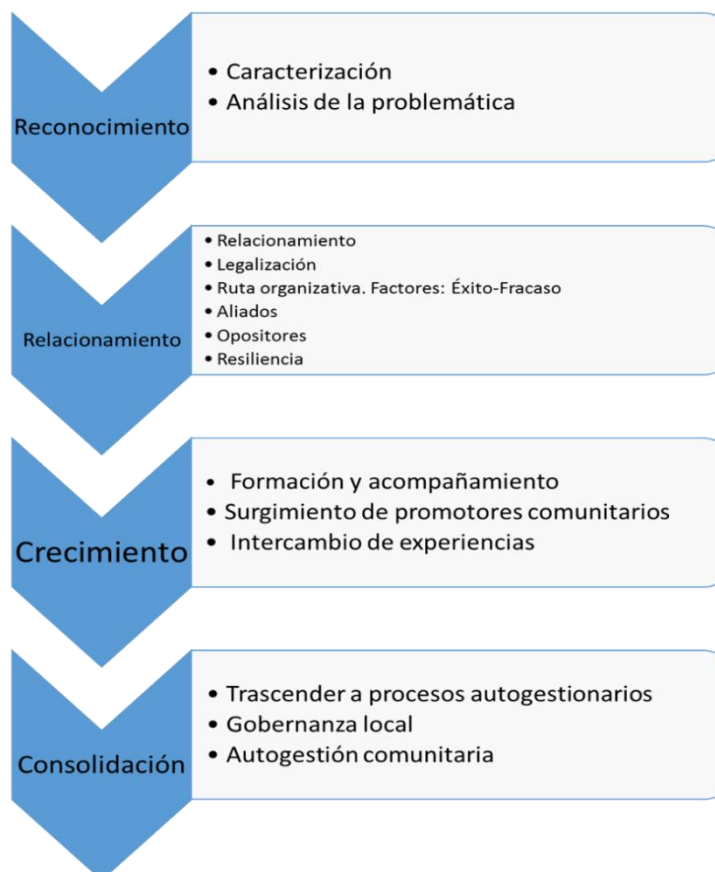 Reconocimiento
• Caracterización
• Análisis de la problemática
Relacionamiento
• Relacionamiento
• Legalización
• Ruta organizativa. Factores: Éxito-Fracaso
• Aliados
• Opositores
• Resiliencia
Crecimiento
• Formación y acompañamiento
• Surgimiento de promotores comunitarios
• Intercambio de experiencias
Consolidación
• Trascender a procesos autogestionarios
• Gobernanza local
• Autogestión comunitaria